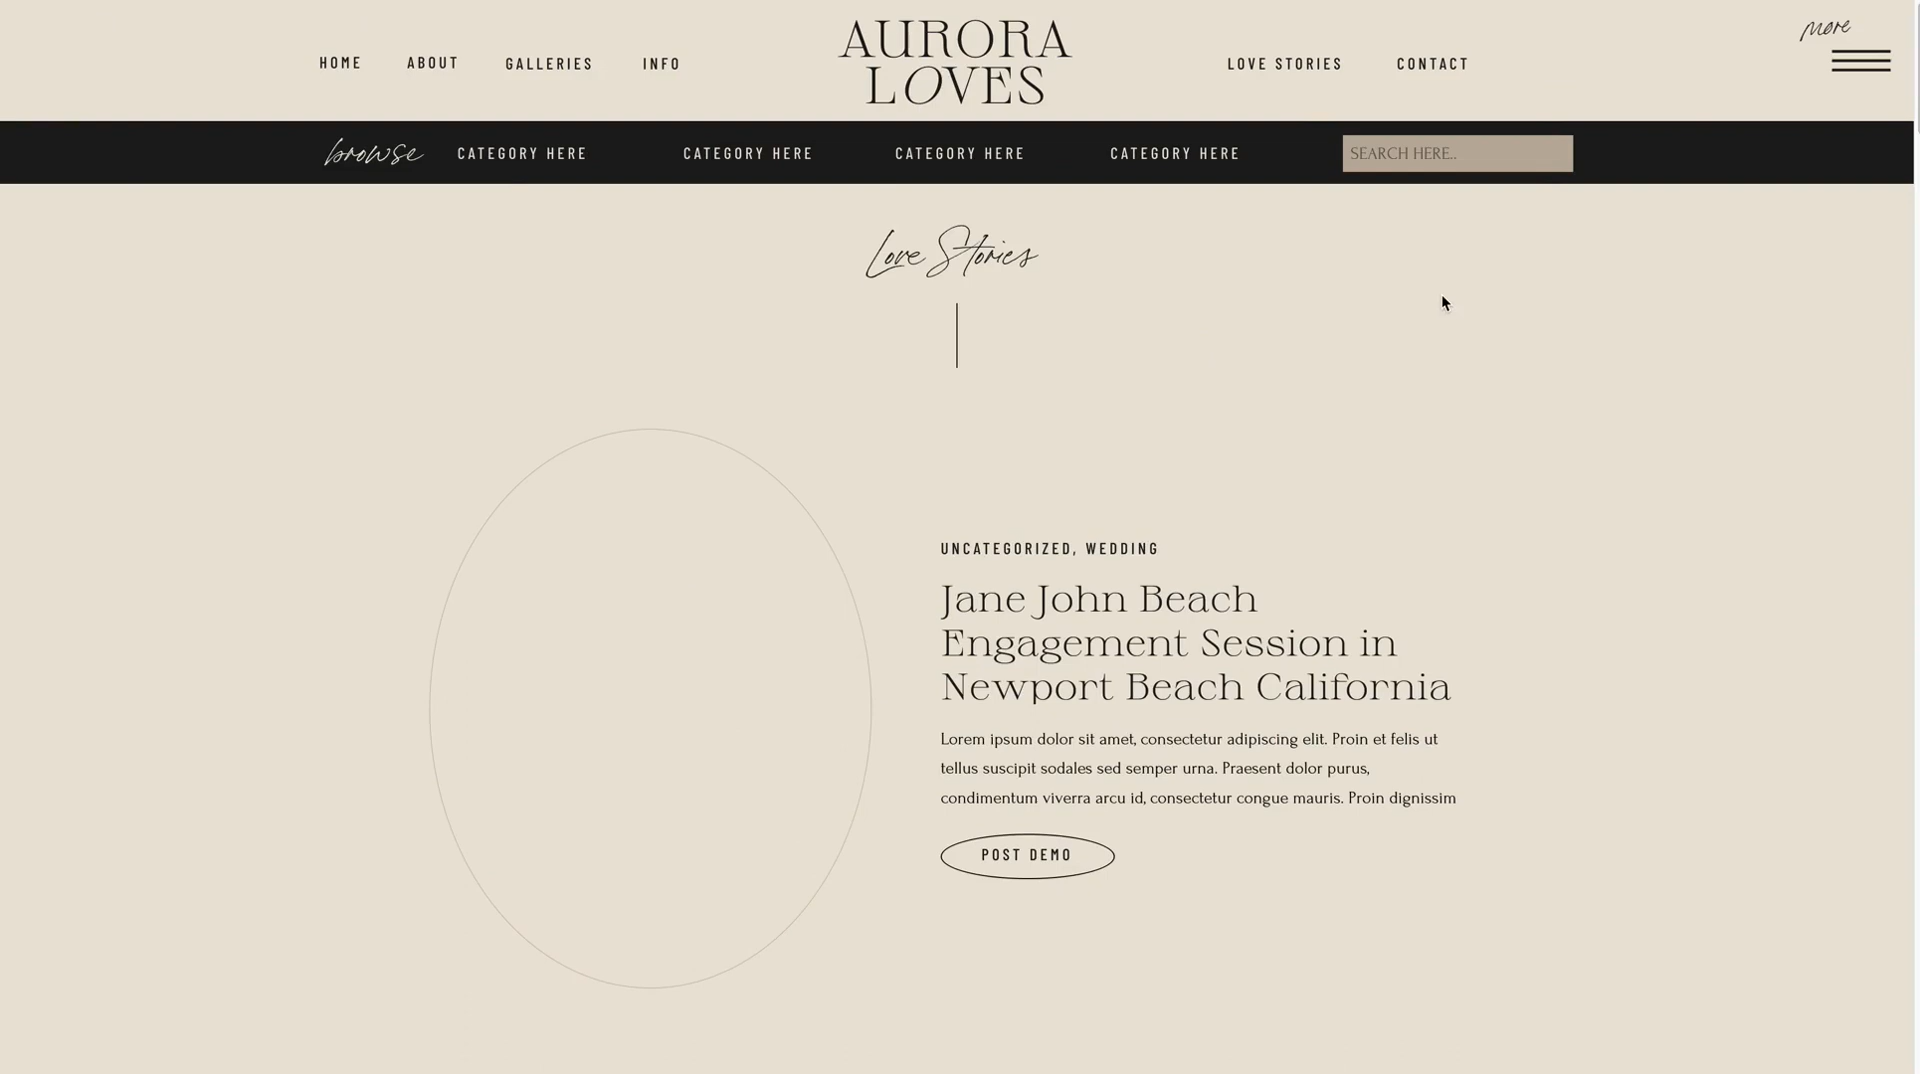 more
HOME ABOUT GALLERIES INFO
AURORA
LOVES
LOVE STORIES CONTACT
browse CATEGORY HERE CATEGORY HERE CATEGORY HERE CATEGORY HERE SEARCH HERE..
Love Stories
UNCATEGORIZED, WEDDING
Jane John Beach
Engagement Session in
Newport Beach California
Lorem ipsum dolor sit amet, consectetur adipiscing elit. Proin et felis ut
tellus suscipit sodales sed semper urna. Praesent dolor purus,
condimentum viverra arcu id, consectetur congue mauris. Proin dignissim
POST DEMO